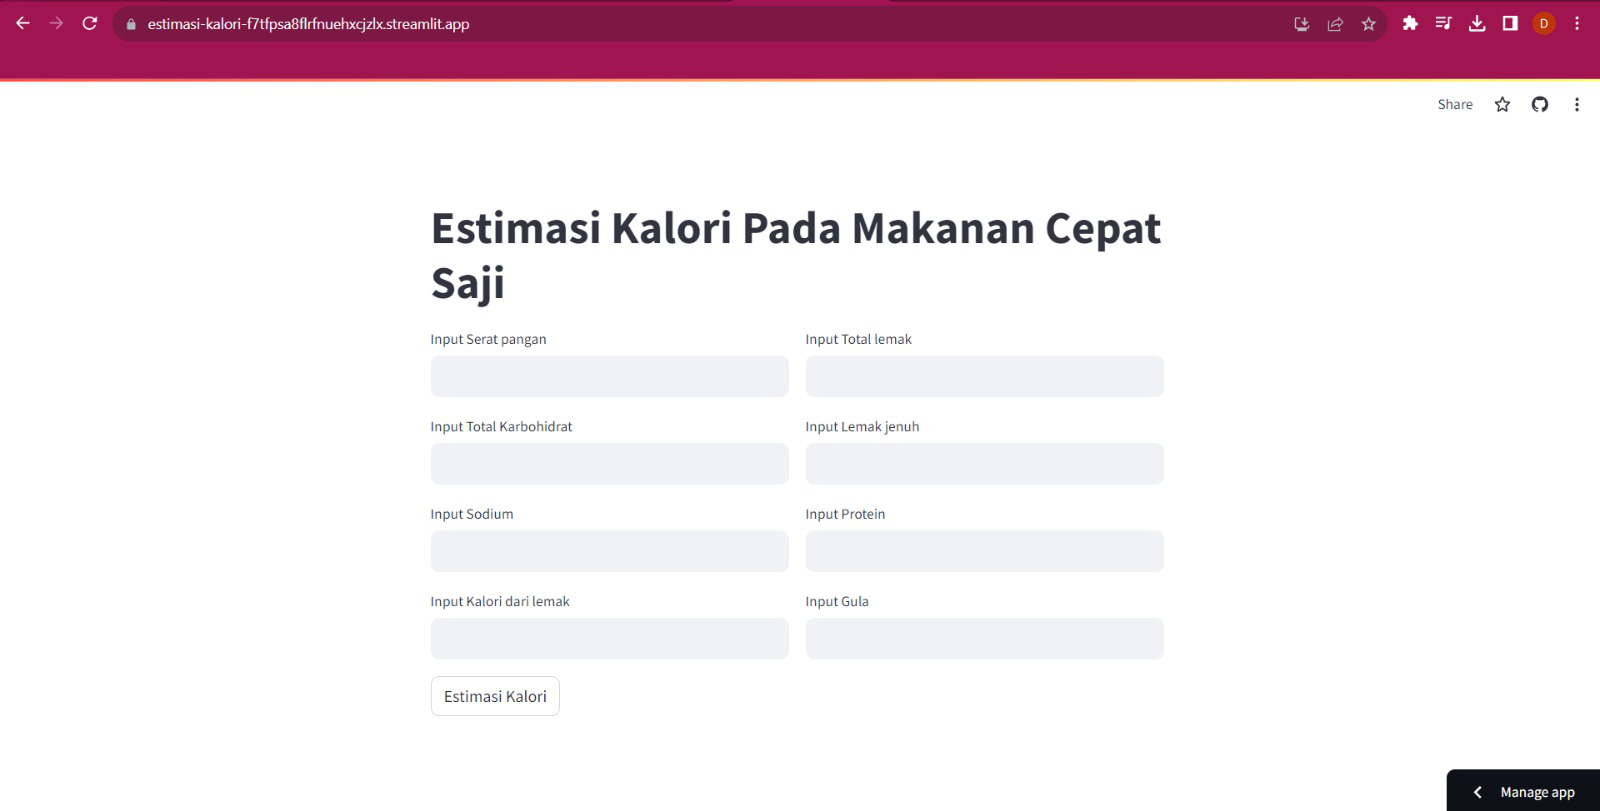 estimasi-kalori-f7tfpsa8flrfnuehxcjzlx.streamlit.app
D
Share
Estimasi Kalori Pada Makanan Cepat
Saji
Input Serat pangan
Input Total lemak
Input Total Karbohidrat
Input Lemak jenuh
Input Sodium
Input Protein
Input Kalori dari lemak
Input Gula
Estimasi Kalori
Manage app